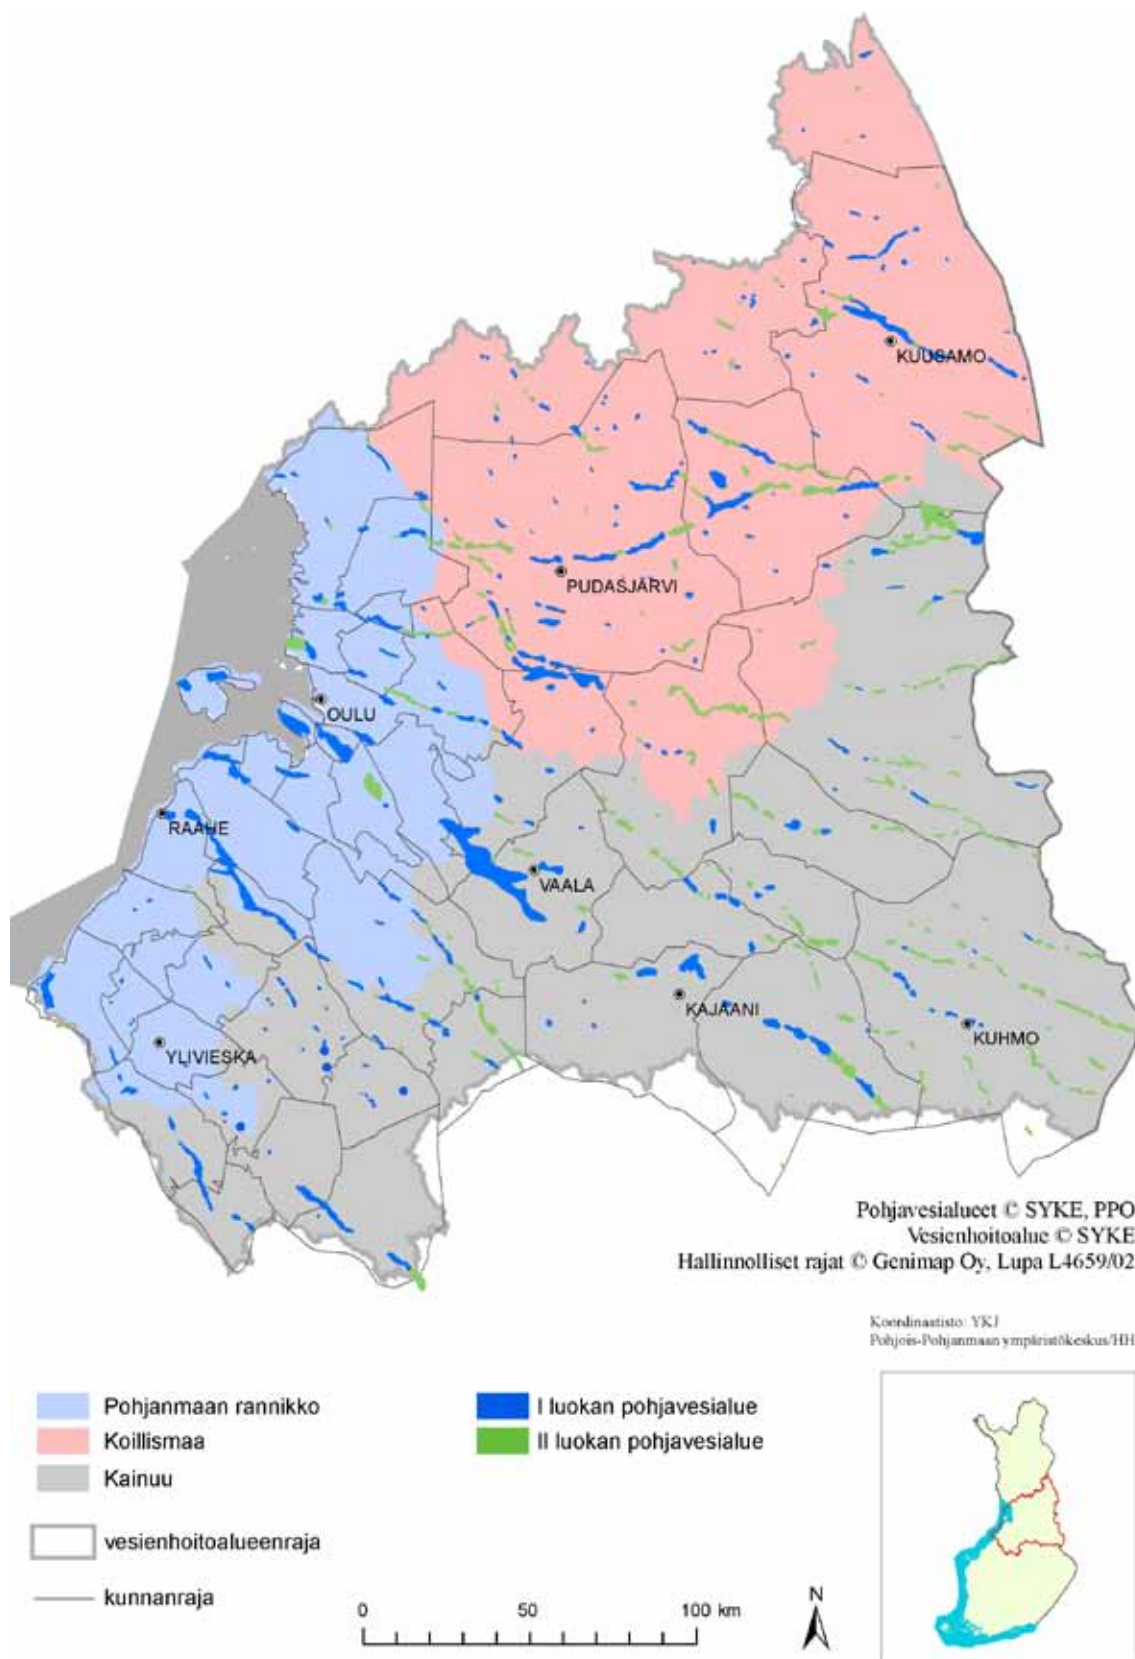 KUUSAMO
PUDASJÄRVI
OULU
RAAHE
VAALA
KAJAANI
KUHMO
YLIVIESKA
Pohjavesialueet © SYKE, PPO
Vesienhoitoalue © SYKE
Hallinnolliset rajat © Genimap Oy, Lupa L4659/02
Koordinaatisto: YKJ
Pohjois-Pohjanmaan ympäristökeskus/HH
Pohjanmaan rannikko
Koillismaa
Kainuu
vesienhoitoalueenraja
kunnanraja
I luokan pohjavesialue
II luokan pohjavesialue
0 50 100 km
N